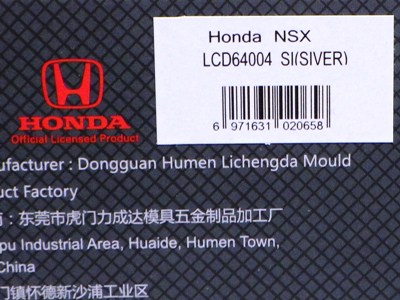 Honda NSX
LCD64004 SI(SIVER)
6 971631 020658
HONDA
Official Licensed Product
ufacturer : Dongguan Humen Lichengda Mould
uct Factory
商 : 东莞市虎门力成达模具五金制品加工厂
pu Industrial Area, Huaide, Humen Town,
China
门镇怀德新沙浦工业区